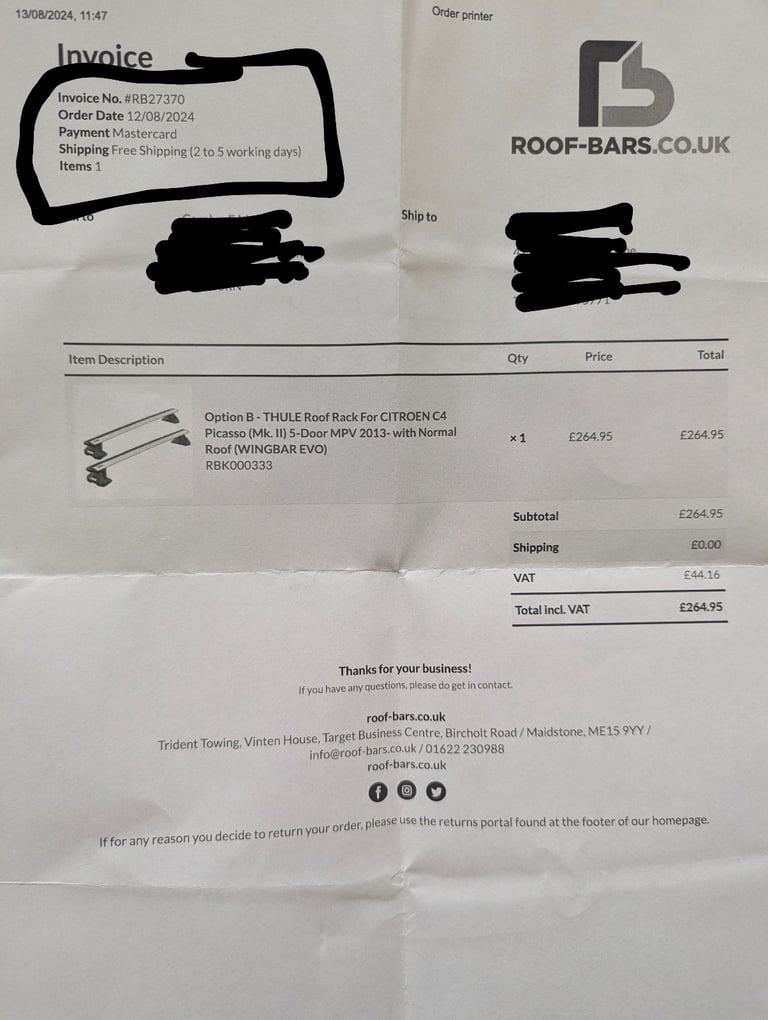 13/08/2024, 11:47
Order printer
Invoice
ROOF-BARS.CO.UK
Invoice No. #RB27370
Order Date 12/08/2024
Payment Mastercard
Shipping Free Shipping (2 to 5 working days)
Items 1
to
Ship to
Item Description Qty Price Total
Option B - THULE Roof Rack For CITROEN C4
Picasso (Mk. II) 5-Door MPV 2013- with Normal
Roof (WINGBAR EVO)
RBK000333
× 1 £264.95 £264.95
Subtotal £264.95
Shipping £0.00
VAT £44.16
Total incl. VAT £264.95
Thanks for your business!
If you have any questions, please do get in contact.
roof-bars.co.uk
Trident Towing, Vinten House, Target Business Centre, Bircholt Road / Maidstone, ME15 9YY /
info@roof-bars.co.uk / 01622 230988
roof-bars.co.uk
If for any reason you decide to return your order, please use the returns portal found at the footer of our homepage.